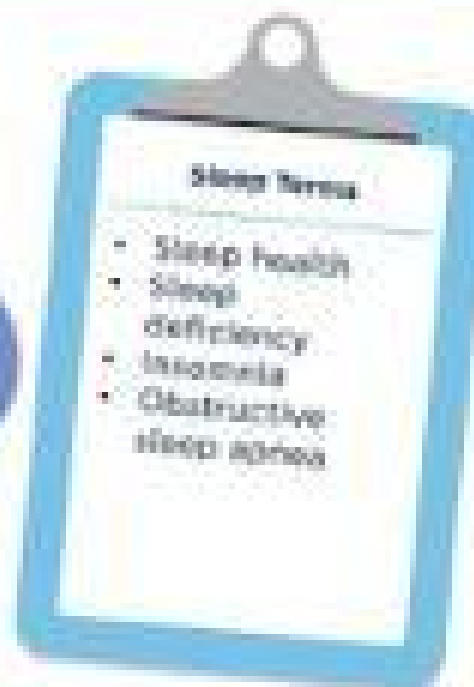 Sleep Terms
• Sleep health
• Sleep
deficiency
• Insomnia
• Obstructive
sleep apnea